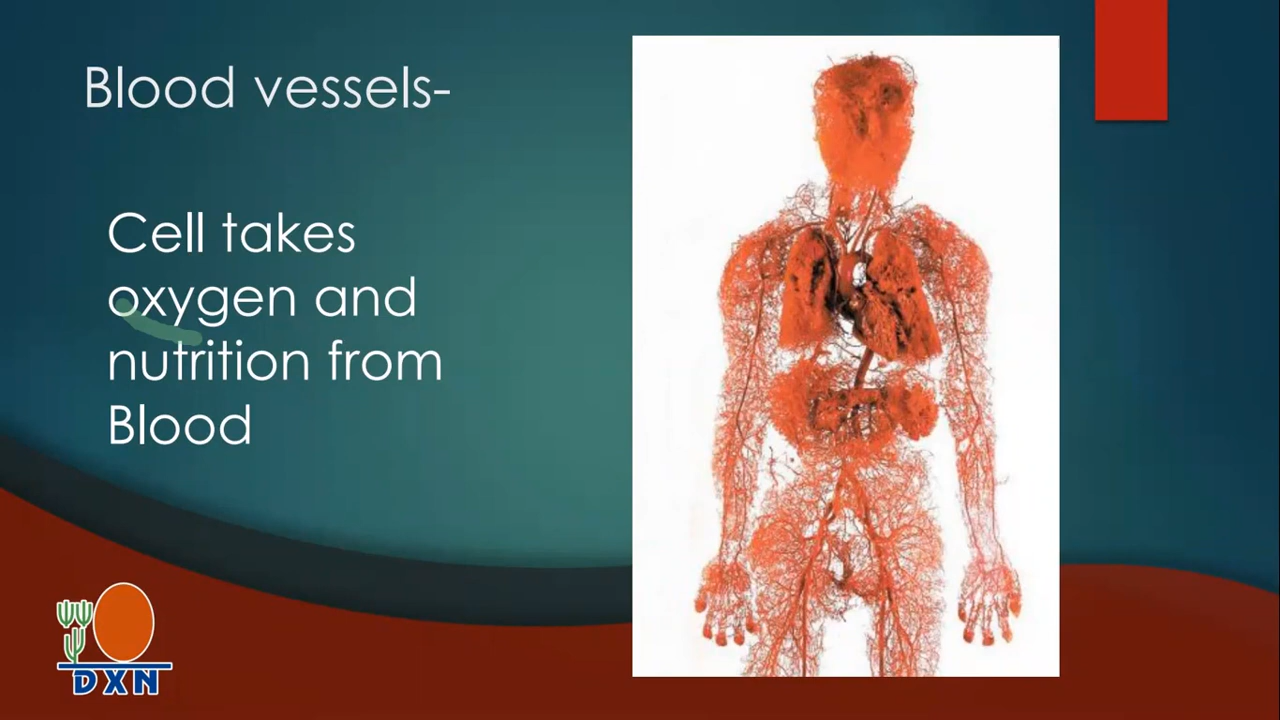 Blood vessels-
Cell takes
oxygen and
nutrition from
Blood
DXN